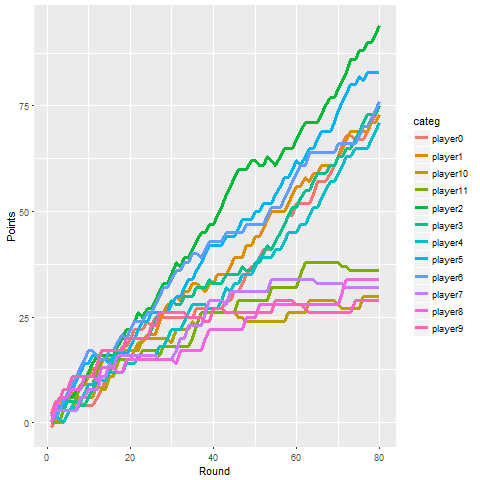 75
50
25
0
Points
0
20
40
60
80
Round
categ
player0
player1
player10
player11
player2
player3
player4
player5
player6
player7
player8
player9